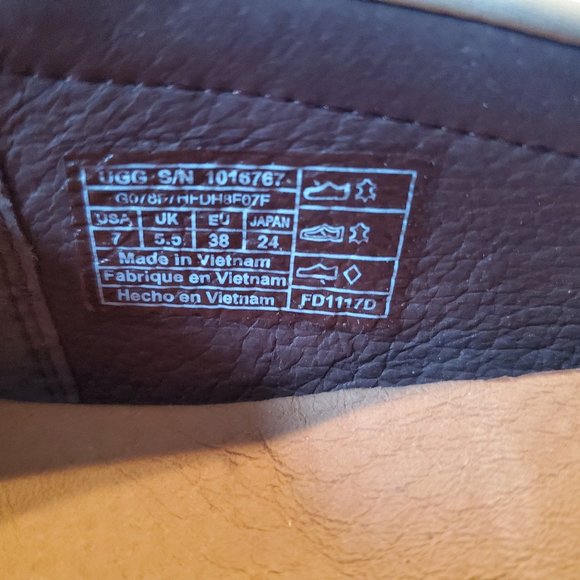 UGG S/N 1016767
USA UK EU JAPAN
7 5.5 38 24
Made in Vietnam
Fabrique en Vietnam
Hecho en Vietnam
FD1117D